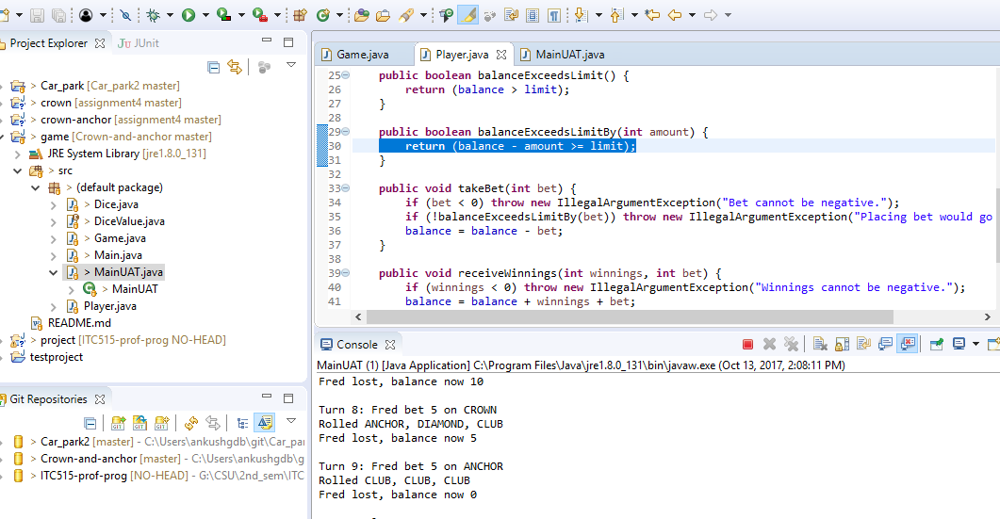 Project Explorer
JUnit
> Car_park [Car_park2 master]
> crown [assignment4 master]
> crown-anchor [assignment4 master]
> game [Crown-and-anchor master]
JRE System Library [jre1.8.0_131]
> src
> (default package)
> Dice.java
> DiceValue.java
> Game.java
> Main.java
> MainUAT.java
> MainUAT
Player.java
README.md
> project [ITC515-prof-prog NO-HEAD]
testproject
Git Repositories
> Car_park2 [master] - C:\Users\ankushgdb\git\Car_pa
> Crown-and-anchor [master] - C:\Users\ankushgdb\g
> ITC515-prof-prog [NO-HEAD] - G:\CSU\2nd_sem\ITC
Game.java
Player.java
MainUAT.java
25 public boolean balanceExceedsLimit() {
26 return (balance > limit);
27 }
28
29 public boolean balanceExceedsLimitBy(int amount) {
30 return (balance - amount >= limit);
31 }
32
33 public void takeBet(int bet) {
34 if (bet < 0) throw new IllegalArgumentException("Bet cannot be negative.");
35 if (!balanceExceedsLimitBy(bet)) throw new IllegalArgumentException("Placing bet would go
36 balance = balance - bet;
37 }
38
39 public void receiveWinnings(int winnings, int bet) {
40 if (winnings < 0) throw new IllegalArgumentException("Winnings cannot be negative.");
41 balance = balance + winnings + bet;
Console
MainUAT (1) [Java Application] C:\Program Files\Java\jre1.8.0_131\bin\javaw.exe (Oct 13, 2017, 2:08:11 PM)
Fred lost, balance now 10
Turn 8: Fred bet 5 on CROWN
Rolled ANCHOR, DIAMOND, CLUB
Fred lost, balance now 5
Turn 9: Fred bet 5 on ANCHOR
Rolled CLUB, CLUB, CLUB
Fred lost, balance now 0